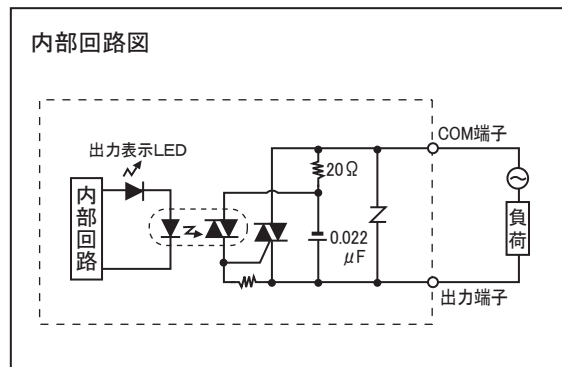 内部回路図
出力表示LED
COM端子
20Ω
内部回路
0.022
μF
負荷
出力端子